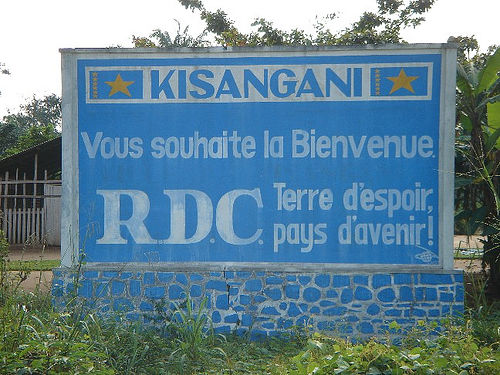 KISANGANI
Vous souhaite la Bienvenue.
R.D.C. Terre d'espoir,
pays d'avenir!